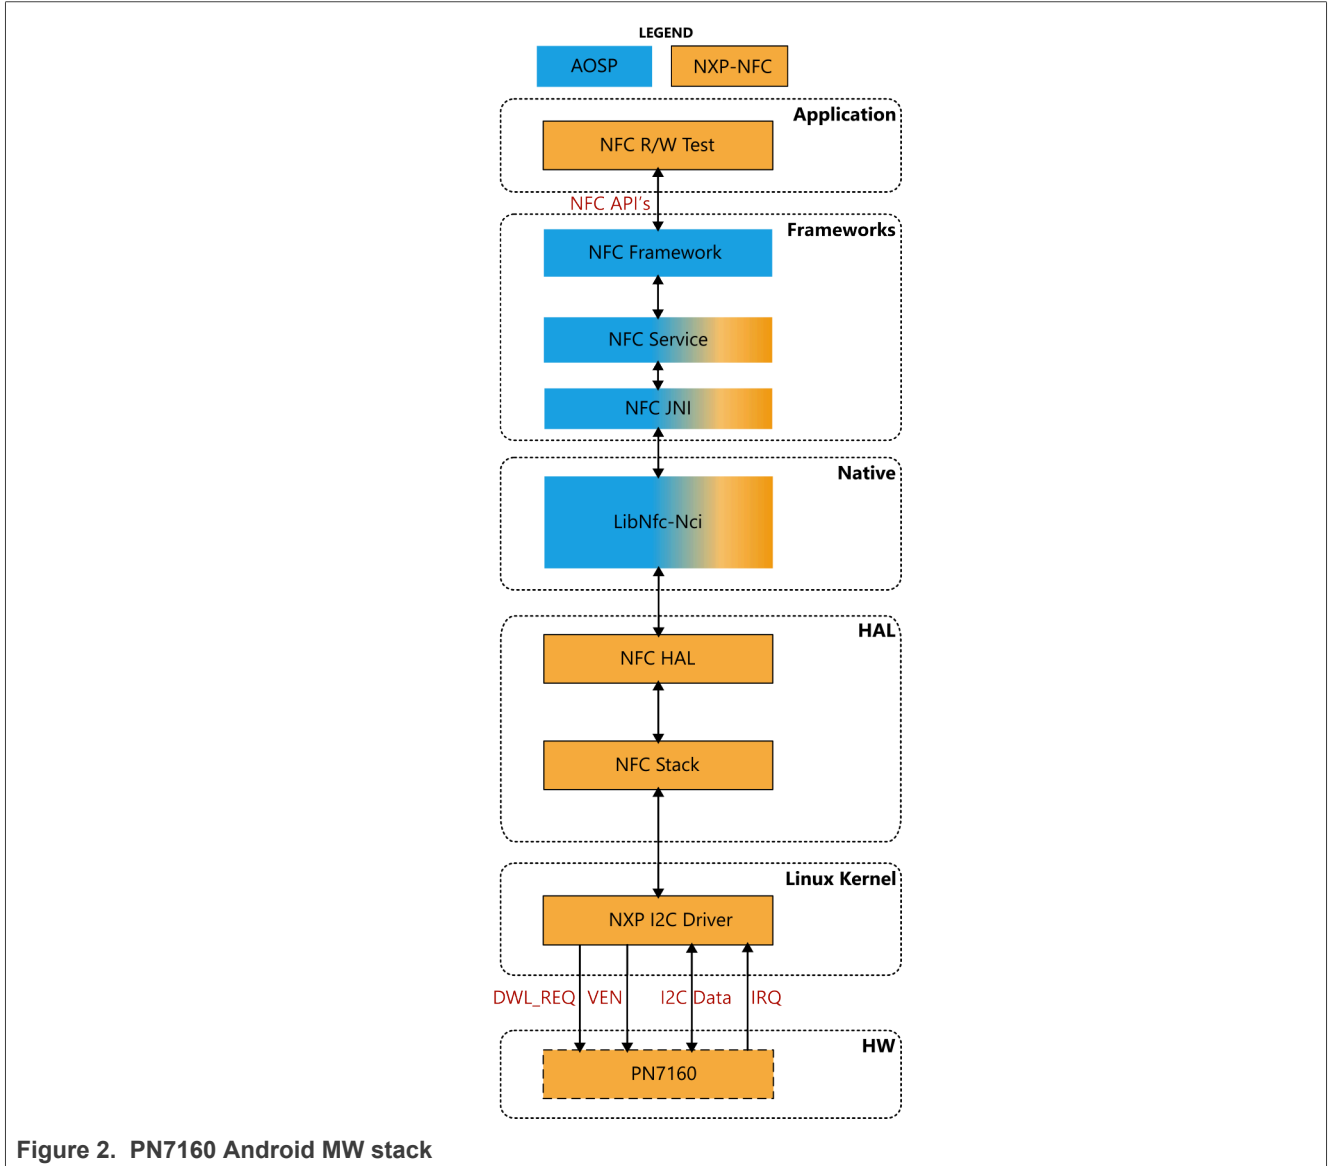 LEGEND
AOSP
NXP-NFC
Application
NFC R/W Test
NFC API's
Frameworks
NFC Framework
NFC Service
NFC JNI
Native
LibNfc-Nci
HAL
NFC HAL
NFC Stack
Linux Kernel
NXP I2C Driver
DWL_REQ VEN I2C Data IRQ
HW
PN7160
Figure 2. PN7160 Android MW stack